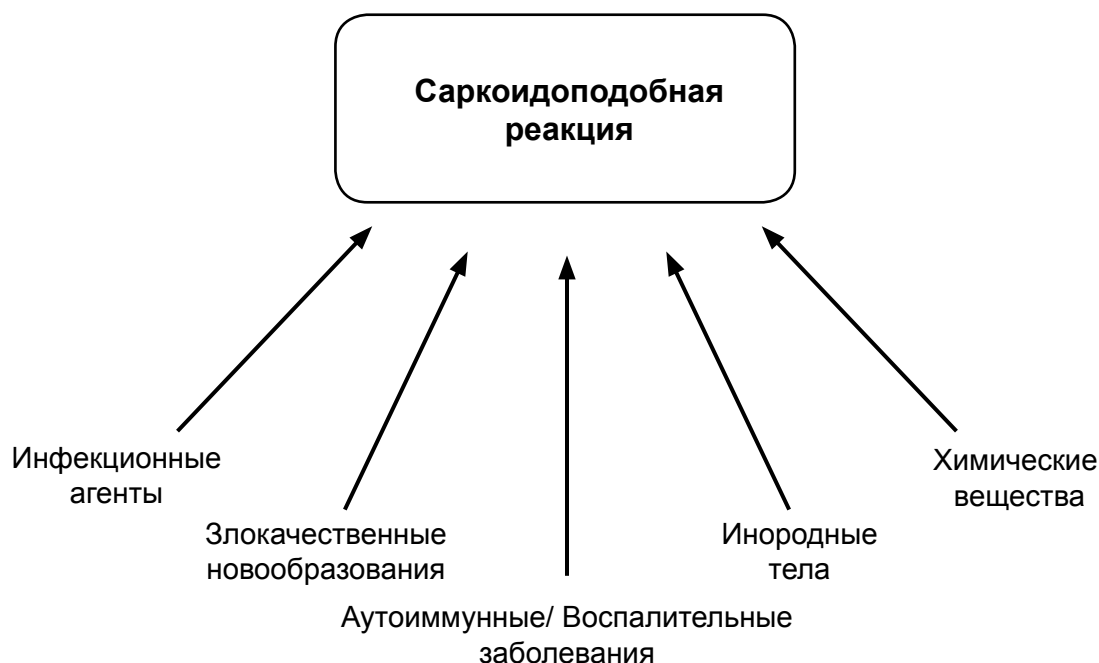 Саркоидоподобная
реакция
Инфекционные
агенты
Злокачественные
новообразования
Аутоиммунные/ Воспалительные
заболевания
Инородные
тела
Химические
вещества